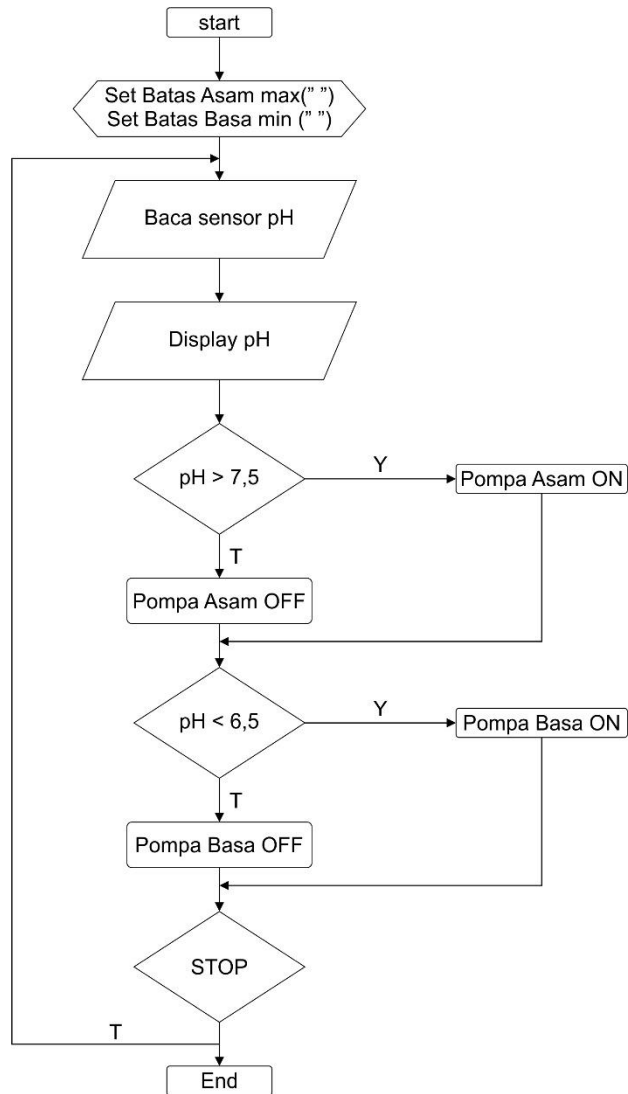 start
Set Batas Asam max(” ”)
Set Batas Basa min (” ”)
Baca sensor pH
Display pH
pH > 7,5
Y
Pompa Asam ON
T
Pompa Asam OFF
pH < 6,5
Y
Pompa Basa ON
T
Pompa Basa OFF
STOP
T
End